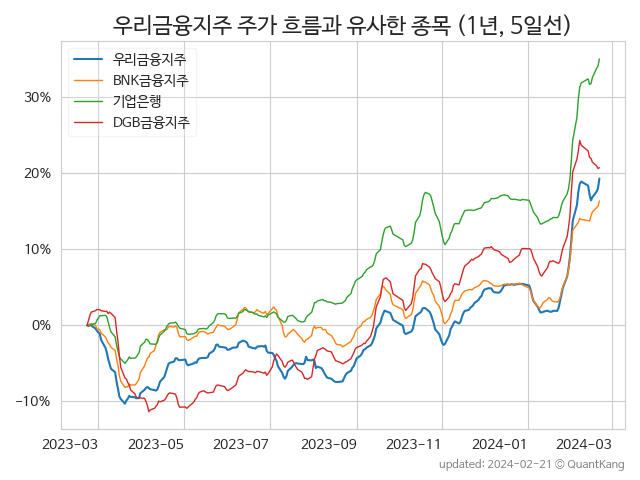 우리금융지주 주가 흐름과 유사한 종목 (1년, 5일선)
우리금융지주
BNK금융지주
기업은행
DGB금융지주
30%
20%
10%
0%
−10%
2023-03 2023-05 2023-07 2023-09 2023-11 2024-01 2024-03
updated: 2024-02-21 © QuantKang